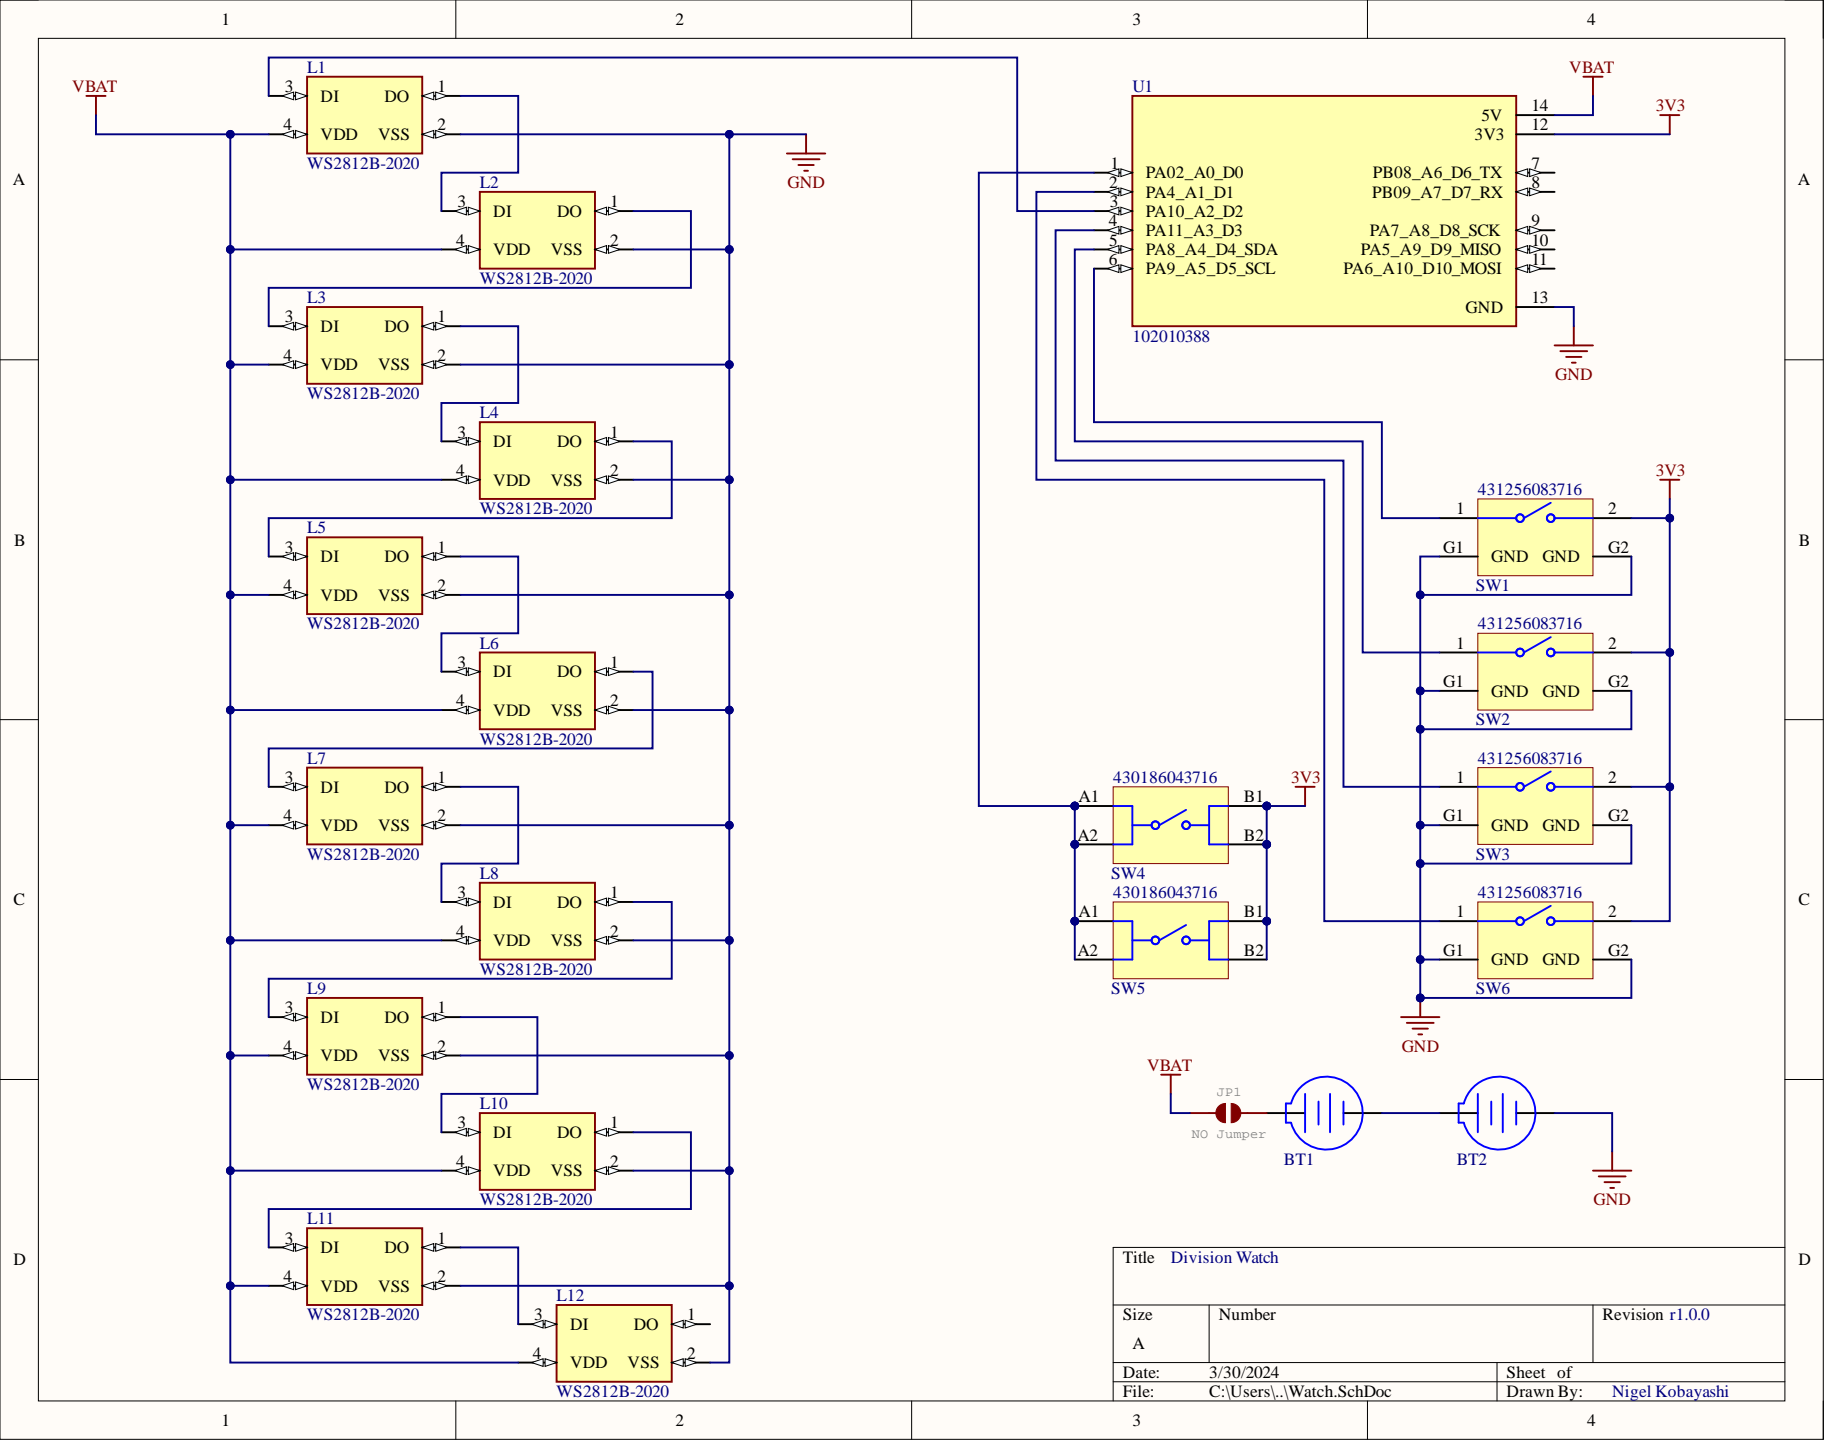 1 2 3 4
A A
B B
C C
D D
1 2 3 4
VBAT
GND
L1
3 DI DO 1
4 VDD VSS 2
WS2812B-2020
L2
3 DI DO 1
4 VDD VSS 2
WS2812B-2020
L3
3 DI DO 1
4 VDD VSS 2
WS2812B-2020
L4
3 DI DO 1
4 VDD VSS 2
WS2812B-2020
L5
3 DI DO 1
4 VDD VSS 2
WS2812B-2020
L6
3 DI DO 1
4 VDD VSS 2
WS2812B-2020
L7
3 DI DO 1
4 VDD VSS 2
WS2812B-2020
L8
3 DI DO 1
4 VDD VSS 2
WS2812B-2020
L9
3 DI DO 1
4 VDD VSS 2
WS2812B-2020
L10
3 DI DO 1
4 VDD VSS 2
WS2812B-2020
L11
3 DI DO 1
4 VDD VSS 2
WS2812B-2020
L12
3 DI DO 1
4 VDD VSS 2
WS2812B-2020
U1
VBAT
3V3
5V 14
3V3 12
1 PA02_A0_D0 PB08_A6_D6_TX 7
2 PA4_A1_D1 PB09_A7_D7_RX 8
3 PA10_A2_D2
4 PA11_A3_D3 PA7_A8_D8_SCK 9
5 PA8_A4_D4_SDA PA5_A9_D9_MISO 10
6 PA9_A5_D5_SCL PA6_A10_D10_MOSI 11
GND 13
102010388
GND
3V3
431256083716
1 2
G1 GND GND G2
SW1
431256083716
1 2
G1 GND GND G2
SW2
431256083716
1 2
G1 GND GND G2
SW3
431256083716
1 2
G1 GND GND G2
SW6
GND
430186043716
3V3
A1 B1
A2 B2
SW4
430186043716
A1 B1
A2 B2
SW5
VBAT
JP1
NO Jumper
BT1
BT2
GND
Title Division Watch
Size Number Revision r1.0.0
A
Date: 3/30/2024 Sheet of
File: C:\Users\..\Watch.SchDoc Drawn By: Nigel Kobayashi